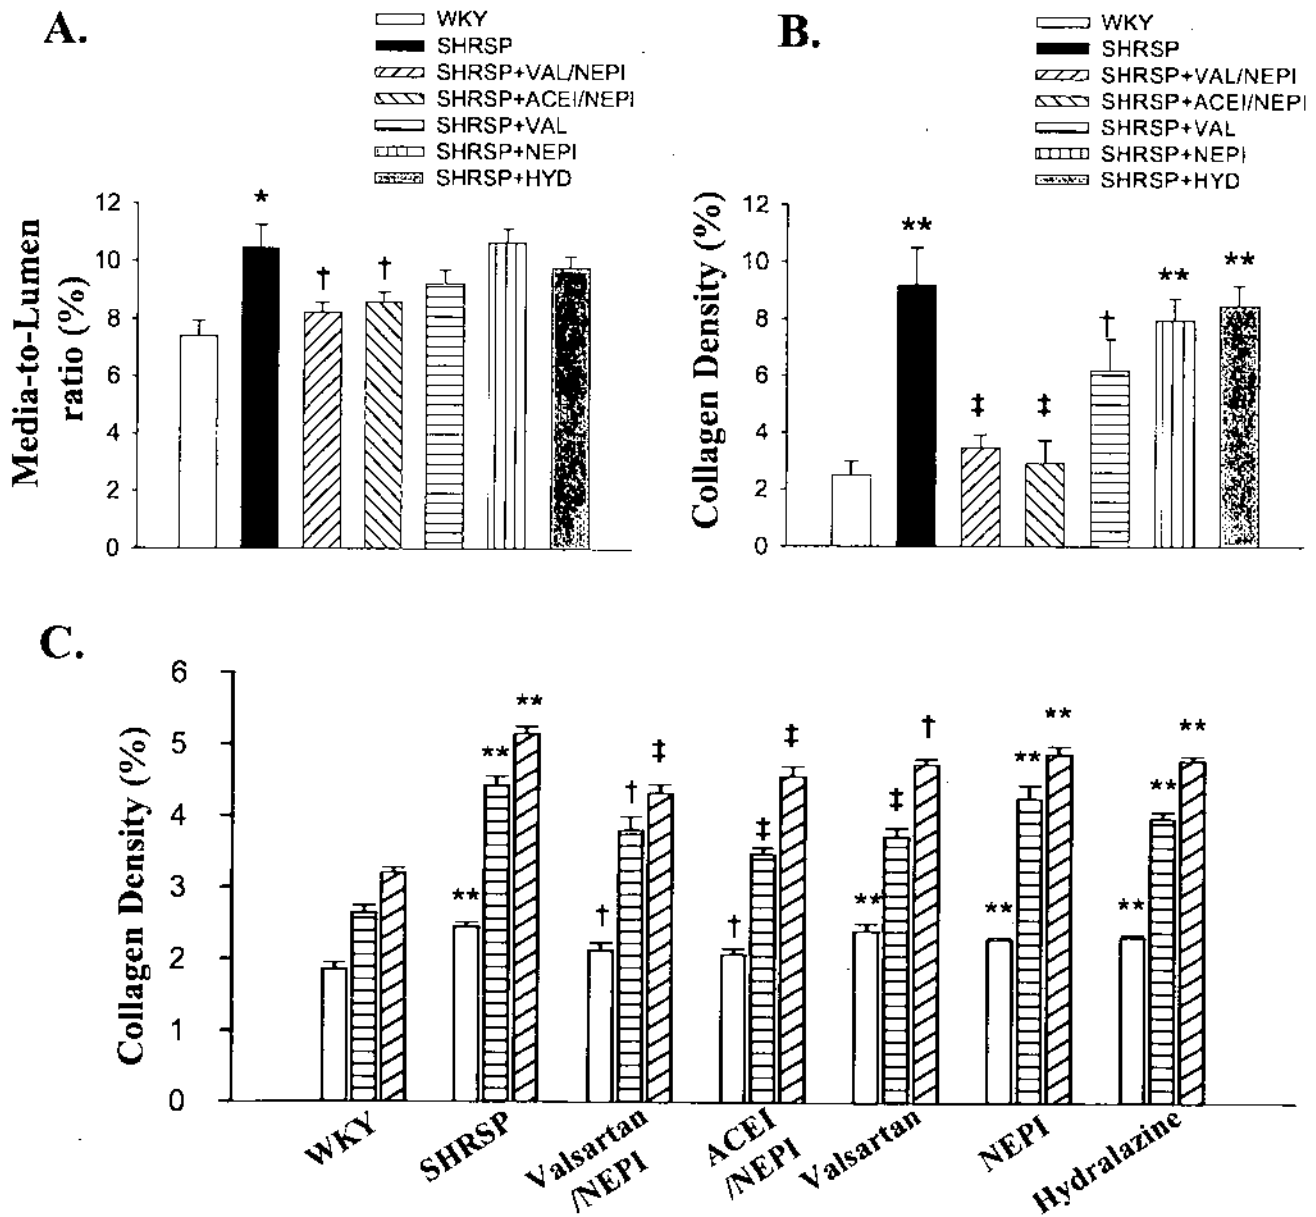 A.
WKY
SHRSP
SHRSP+VAL/NEPI
SHRSP+ACEI/NEPI
SHRSP+VAL
SHRSP+NEPI
SHRSP+HYD
Media-to-Lumen
ratio (%)
12
10
8
6
4
2
0
*
†
†
B.
WKY
SHRSP
SHRSP+VAL/NEPI
SHRSP+ACEI/NEPI
SHRSP+VAL
SHRSP+NEPI
SHRSP+HYD
Collagen Density (%)
12
10
8
6
4
2
0
**
‡
‡
†
**
**
C.
Collagen Density (%)
6
5
4
3
2
1
0
**
**
**
†
†
‡
†
‡
‡
**
‡
†
**
**
**
**
**
**
WKY
SHRSP
Valsartan
/NEPI
ACEI
/NEPI
Valsartan
NEPI
Hydralazine